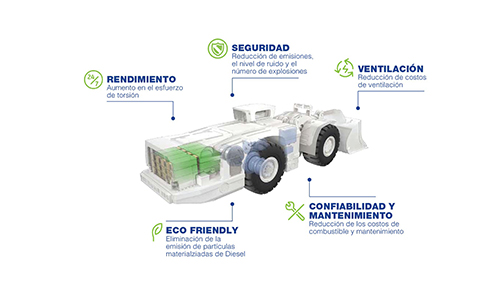 SEGURIDAD
Reducción de emisiones,
el nivel de ruido y el
número de explosiones
24/7
RENDIMIENTO
Aumento en el esfuerzo
de torsión
VENTILACIÓN
Reducción de costos
de ventilación
ECO FRIENDLY
Eliminación de la
emisión de partículas
materialziadas de Diesel
CONFIABILIDAD Y
MANTENIMIENTO
Reducción de los costos de
combustible y mantenimiento